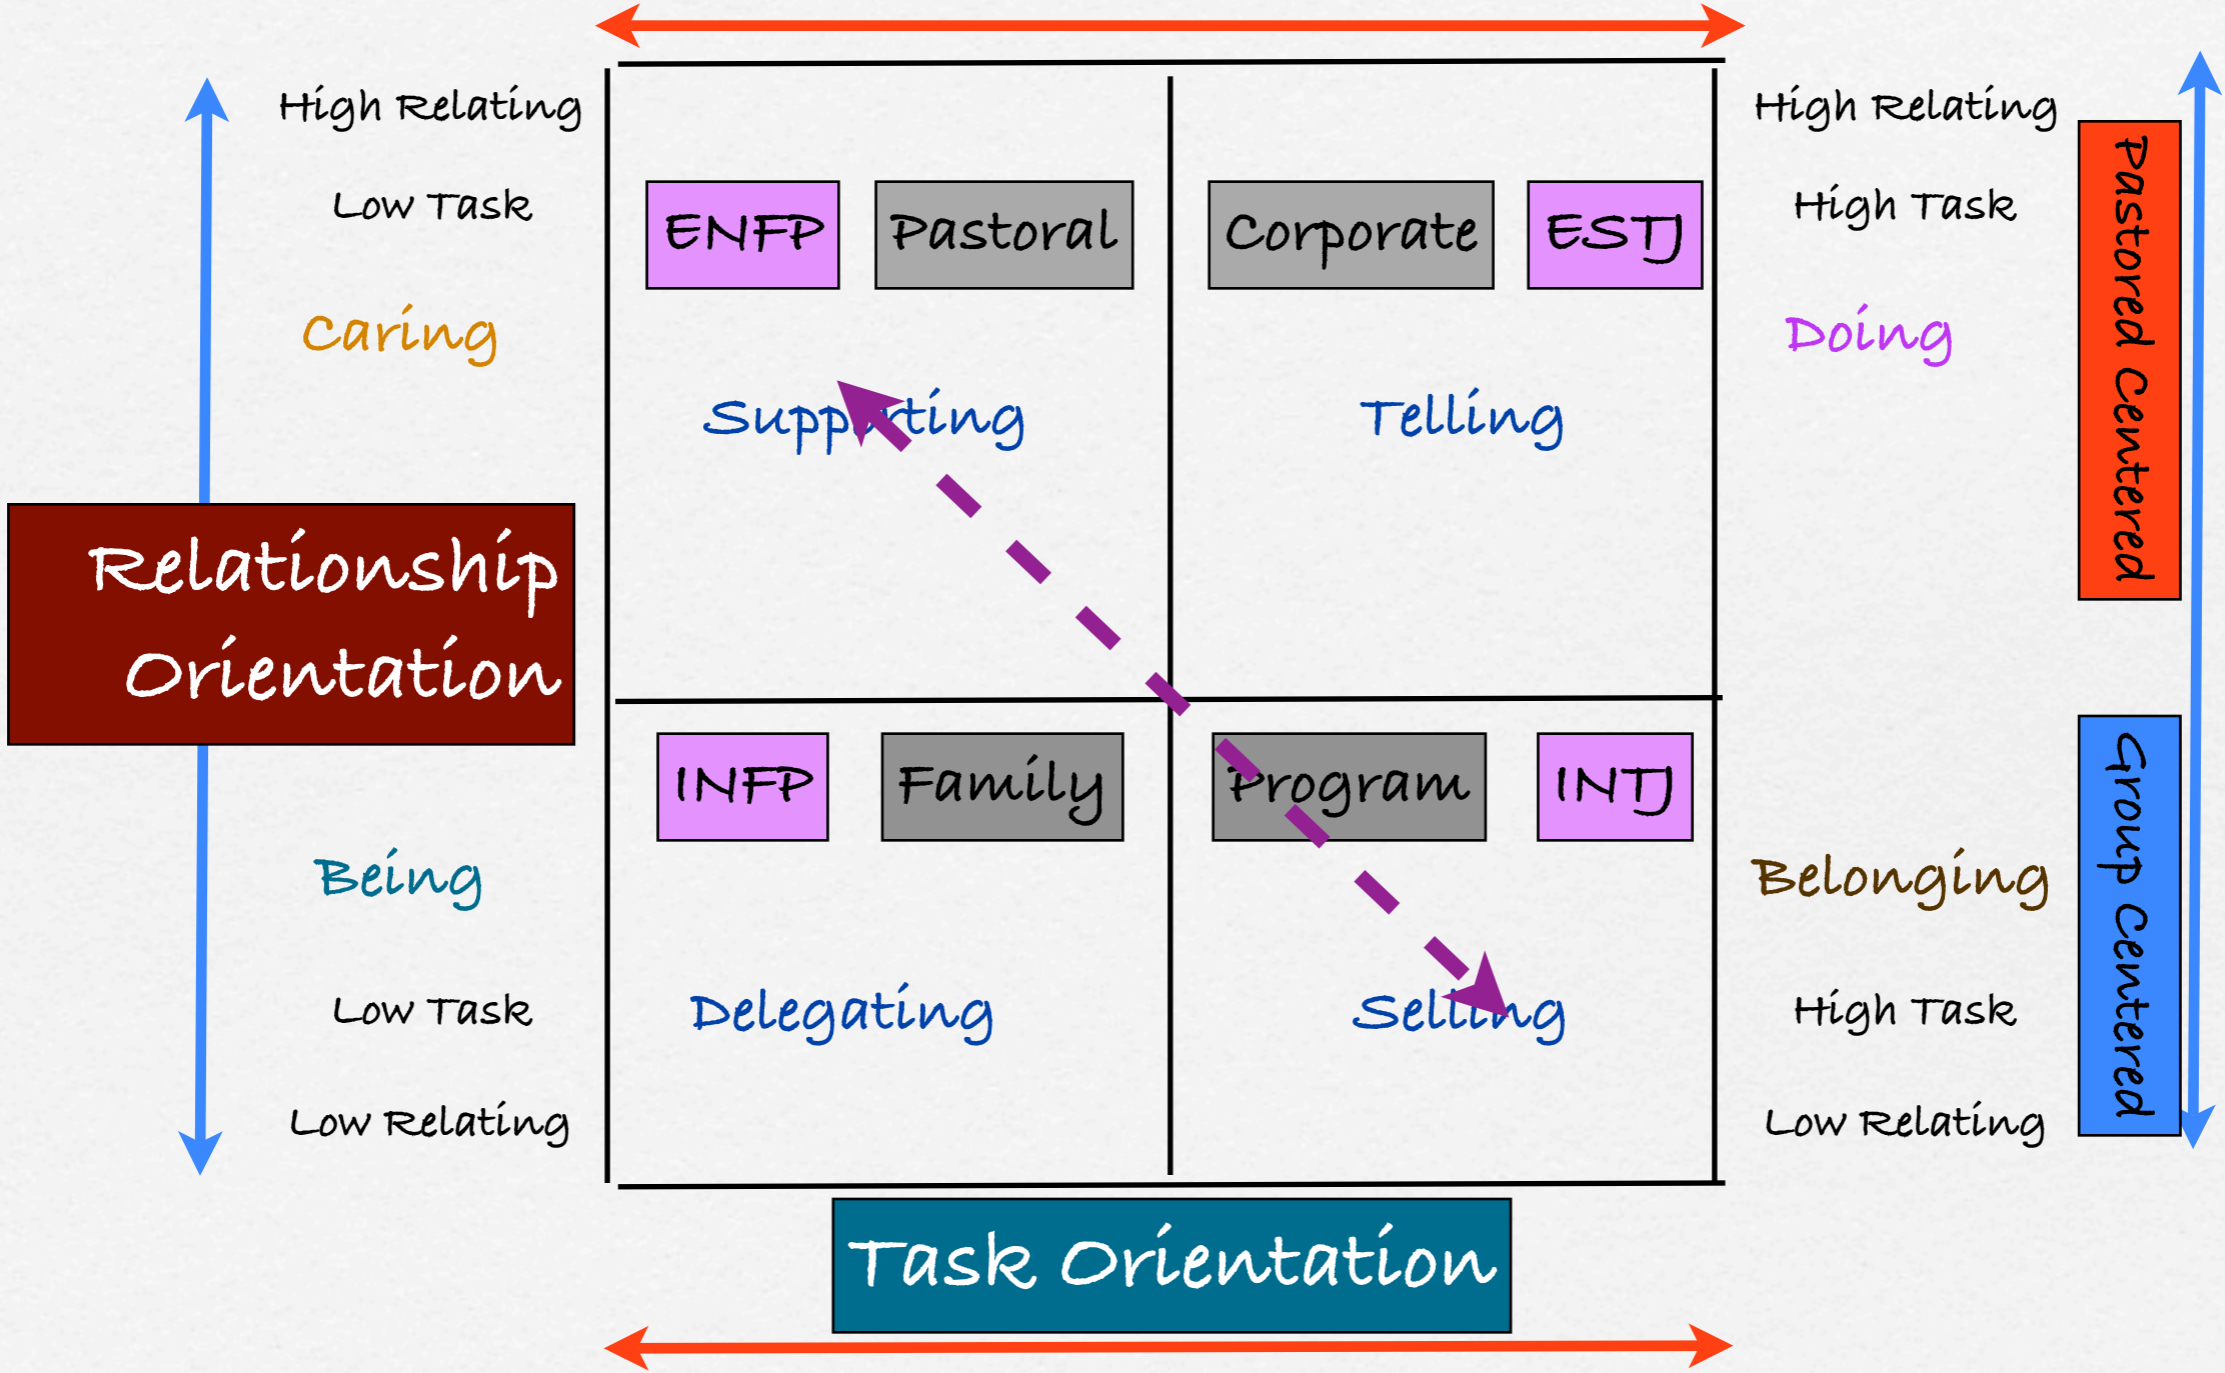 High Relating
Low Task
Caring
ENFP
Pastoral
Supporting
Corporate
ESTJ
Telling
High Relating
High Task
Doing
Pastored Centered
Relationship
Orientation
INFP
Family
Delegating
Program
INTJ
Selling
Being
Low Task
Low Relating
Belonging
High Task
Low Relating
Group Centered
Task Orientation